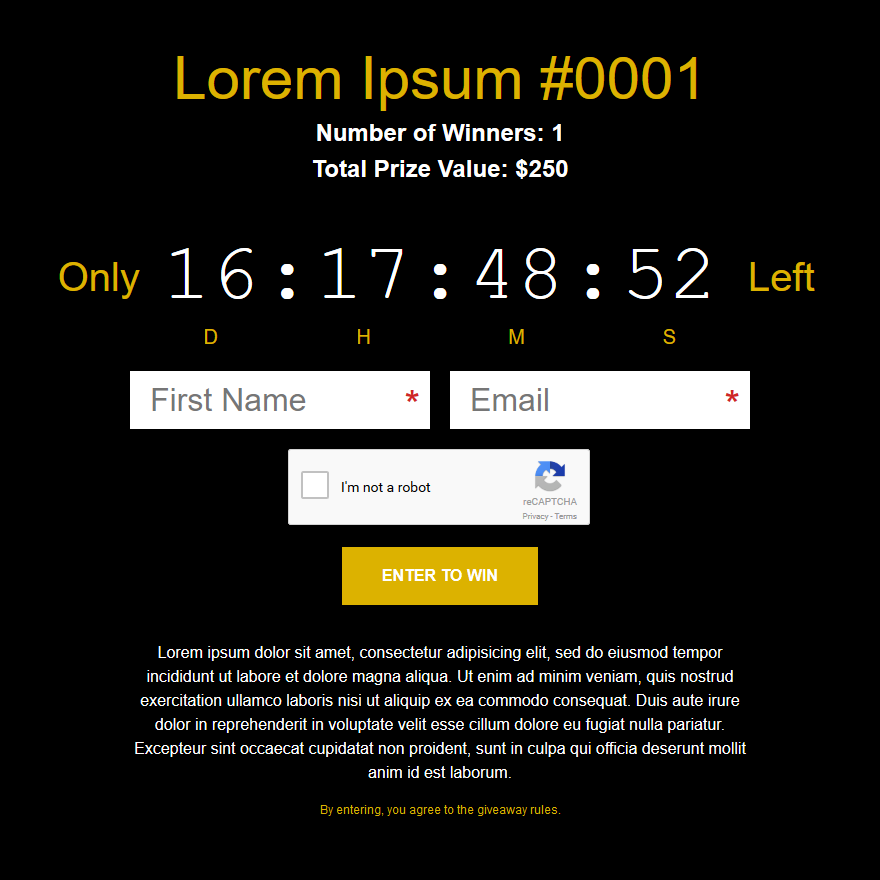 Lorem Ipsum #0001
Number of Winners: 1
Total Prize Value: $250
Only 16:17:48:52 Left
D H M S
First Name * Email *
I'm not a robot
reCAPTCHA
Privacy - Terms
ENTER TO WIN
Lorem ipsum dolor sit amet, consectetur adipisicing elit, sed do eiusmod tempor
incididunt ut labore et dolore magna aliqua. Ut enim ad minim veniam, quis nostrud
exercitation ullamco laboris nisi ut aliquip ex ea commodo consequat. Duis aute irure
dolor in reprehenderit in voluptate velit esse cillum dolore eu fugiat nulla pariatur.
Excepteur sint occaecat cupidatat non proident, sunt in culpa qui officia deserunt mollit
anim id est laborum.
By entering, you agree to the giveaway rules.